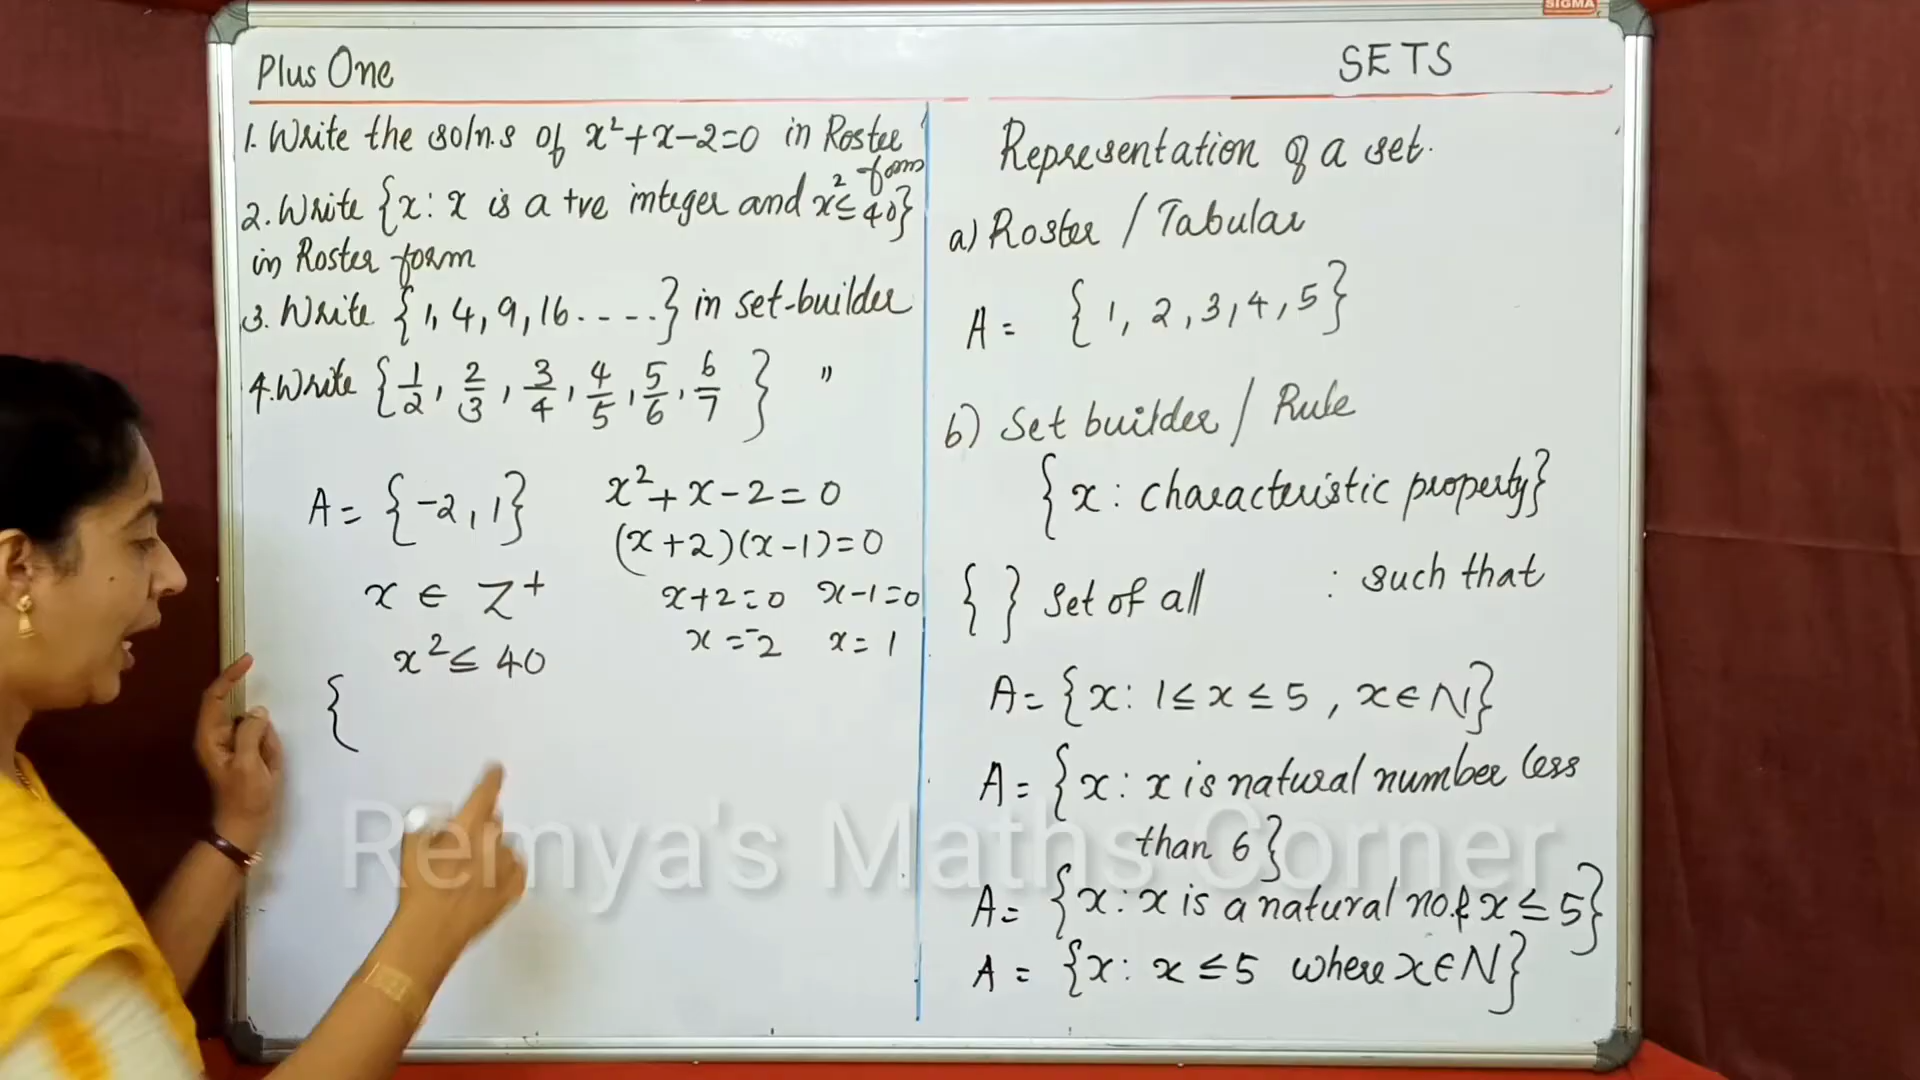 SIGMA
Plus One
SETS
1. Write the soln.s of x²+x-2=0 in Roster form
2. Write {x: x is a +ve integer and x² ≤ 40}
in Roster form
3. Write {1, 4, 9, 16. - - - .} in set-builder
4. Write {1/2, 2/3, 3/4, 4/5, 5/6, 6/7} "
A = {-2, 1}
x ∈ Z+
x² ≤ 40
{
x²+x-2=0
(x+2)(x-1)=0
x+2=0 x-1=0
x=-2 x=1
Representation of a set.
a) Roster / Tabular
A = {1, 2, 3, 4, 5}
b) Set builder / Rule
{x : characteristic property}
{ } Set of all : such that
A = {x: 1 ≤ x ≤ 5, x ∈ N}
A = {x: x is natural number less
than 6}
A = {x: x is a natural no.& x ≤ 5}
A = {x: x ≤ 5 where x ∈ N}
Remya's Maths Corner